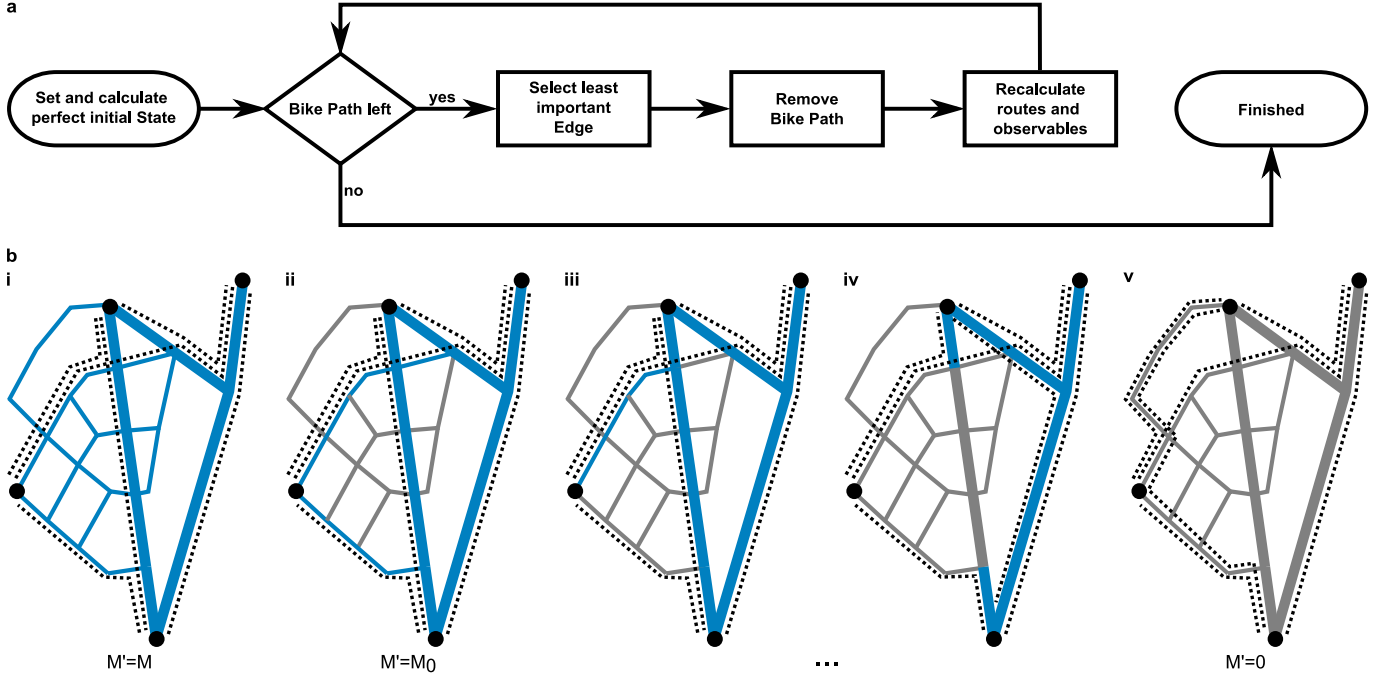 a
Set and calculate
perfect initial State
Bike Path left
yes
Select least
important
Edge
Remove
Bike Path
Recalculate
routes and
observables
Finished
no
b
i
ii
iii
iv
v
M'=M
M'=M₀
...
M'=0